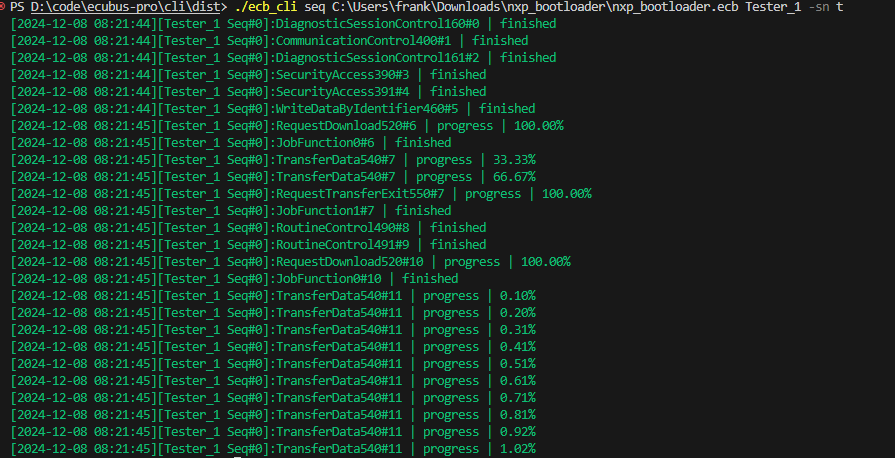 PS D:\code\ecubus-pro\cli\dist> ./ecb_cli seq C:\Users\frank\Downloads\nxp_bootloader\nxp_bootloader.ecb Tester_1 -sn t
[2024-12-08 08:21:44][Tester_1 Seq#0]:DiagnosticSessionControl160#0 | finished
[2024-12-08 08:21:44][Tester_1 Seq#0]:CommunicationControl400#1 | finished
[2024-12-08 08:21:44][Tester_1 Seq#0]:DiagnosticSessionControl161#2 | finished
[2024-12-08 08:21:44][Tester_1 Seq#0]:SecurityAccess390#3 | finished
[2024-12-08 08:21:44][Tester_1 Seq#0]:SecurityAccess391#4 | finished
[2024-12-08 08:21:44][Tester_1 Seq#0]:WriteDataByIdentifier460#5 | finished
[2024-12-08 08:21:45][Tester_1 Seq#0]:RequestDownload520#6 | progress | 100.00%
[2024-12-08 08:21:45][Tester_1 Seq#0]:JobFunction0#6 | finished
[2024-12-08 08:21:45][Tester_1 Seq#0]:TransferData540#7 | progress | 33.33%
[2024-12-08 08:21:45][Tester_1 Seq#0]:TransferData540#7 | progress | 66.67%
[2024-12-08 08:21:45][Tester_1 Seq#0]:RequestTransferExit550#7 | progress | 100.00%
[2024-12-08 08:21:45][Tester_1 Seq#0]:JobFunction1#7 | finished
[2024-12-08 08:21:45][Tester_1 Seq#0]:RoutineControl490#8 | finished
[2024-12-08 08:21:45][Tester_1 Seq#0]:RoutineControl491#9 | finished
[2024-12-08 08:21:45][Tester_1 Seq#0]:RequestDownload520#10 | progress | 100.00%
[2024-12-08 08:21:45][Tester_1 Seq#0]:JobFunction0#10 | finished
[2024-12-08 08:21:45][Tester_1 Seq#0]:TransferData540#11 | progress | 0.10%
[2024-12-08 08:21:45][Tester_1 Seq#0]:TransferData540#11 | progress | 0.20%
[2024-12-08 08:21:45][Tester_1 Seq#0]:TransferData540#11 | progress | 0.31%
[2024-12-08 08:21:45][Tester_1 Seq#0]:TransferData540#11 | progress | 0.41%
[2024-12-08 08:21:45][Tester_1 Seq#0]:TransferData540#11 | progress | 0.51%
[2024-12-08 08:21:45][Tester_1 Seq#0]:TransferData540#11 | progress | 0.61%
[2024-12-08 08:21:45][Tester_1 Seq#0]:TransferData540#11 | progress | 0.71%
[2024-12-08 08:21:45][Tester_1 Seq#0]:TransferData540#11 | progress | 0.81%
[2024-12-08 08:21:45][Tester_1 Seq#0]:TransferData540#11 | progress | 0.92%
[2024-12-08 08:21:45][Tester_1 Seq#0]:TransferData540#11 | progress | 1.02%